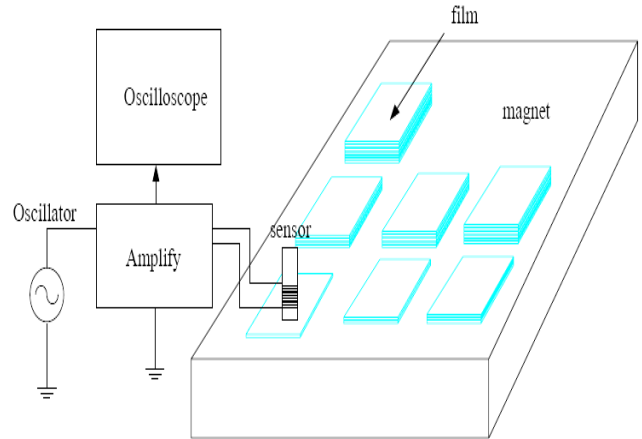 film
Oscilloscope
magnet
Oscillator
sensor
Amplify